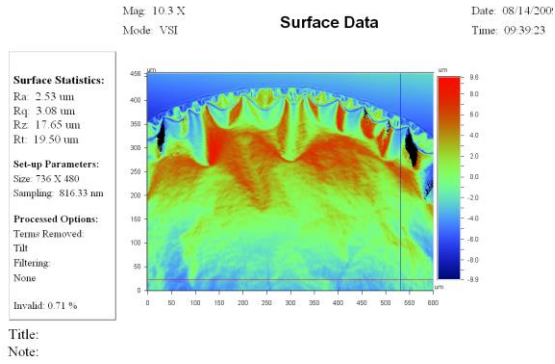 Mag: 10.3 X
Mode: VSI
Surface Data
Date: 08/14/2009
Time: 09:39:23
Surface Statistics:
Ra: 2.53 um
Rq: 3.08 um
Rz: 17.65 um
Rt: 19.50 um
Set-up Parameters:
Size: 736 X 480
Sampling: 816.33 nm
Processed Options:
Terms Removed:
Tilt
Filtering:
None
Invalid: 0.71 %
um
458
400
350
300
250
200
150
100
50
0
0 50 100 150 200 250 300 350 400 450 500 550 600
um
um
9.6
8.0
6.0
4.0
2.0
0.0
-2.0
-4.0
-6.0
-8.0
-9.9
Title:
Note: